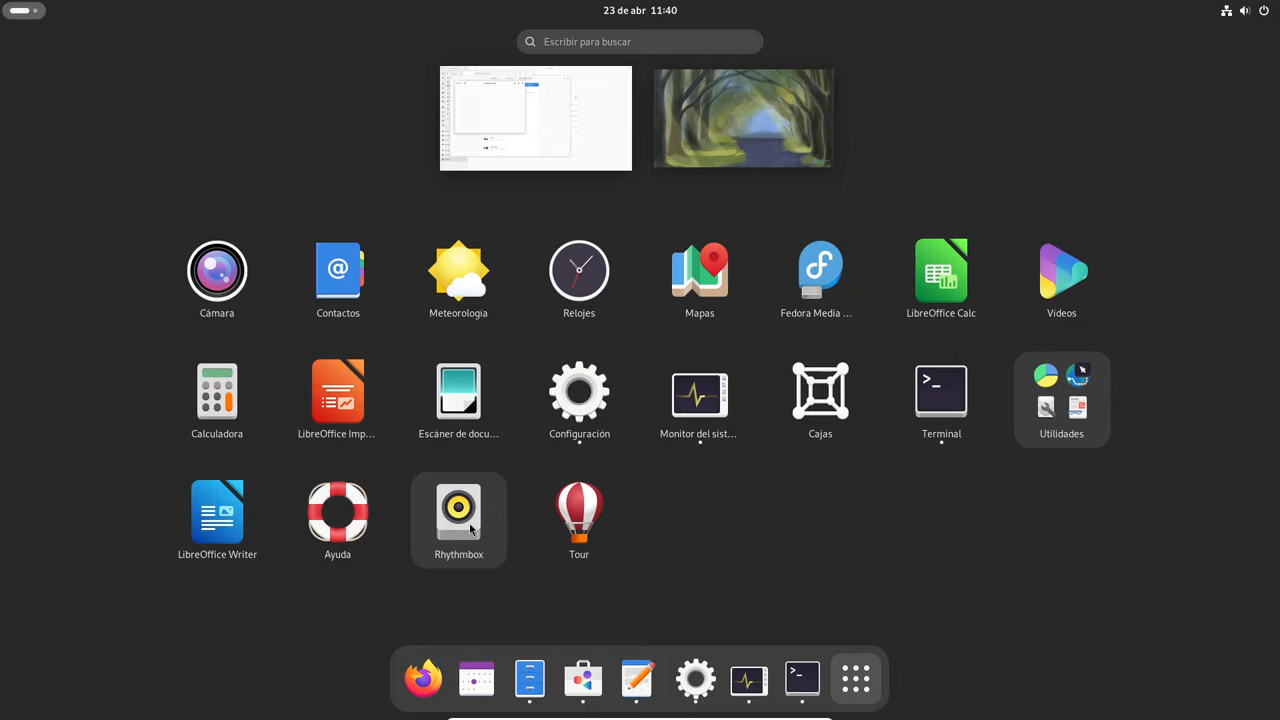 23 de abr 11:40
Escribir para buscar
Cámara
Contactos
Meteorología
Relojes
Mapas
Fedora Media ...
LibreOffice Calc
Vídeos
Calculadora
LibreOffice Imp...
Escáner de docu...
Configuración
Monitor del sist...
Cajas
Terminal
Utilidades
LibreOffice Writer
Ayuda
Rhythmbox
Tour